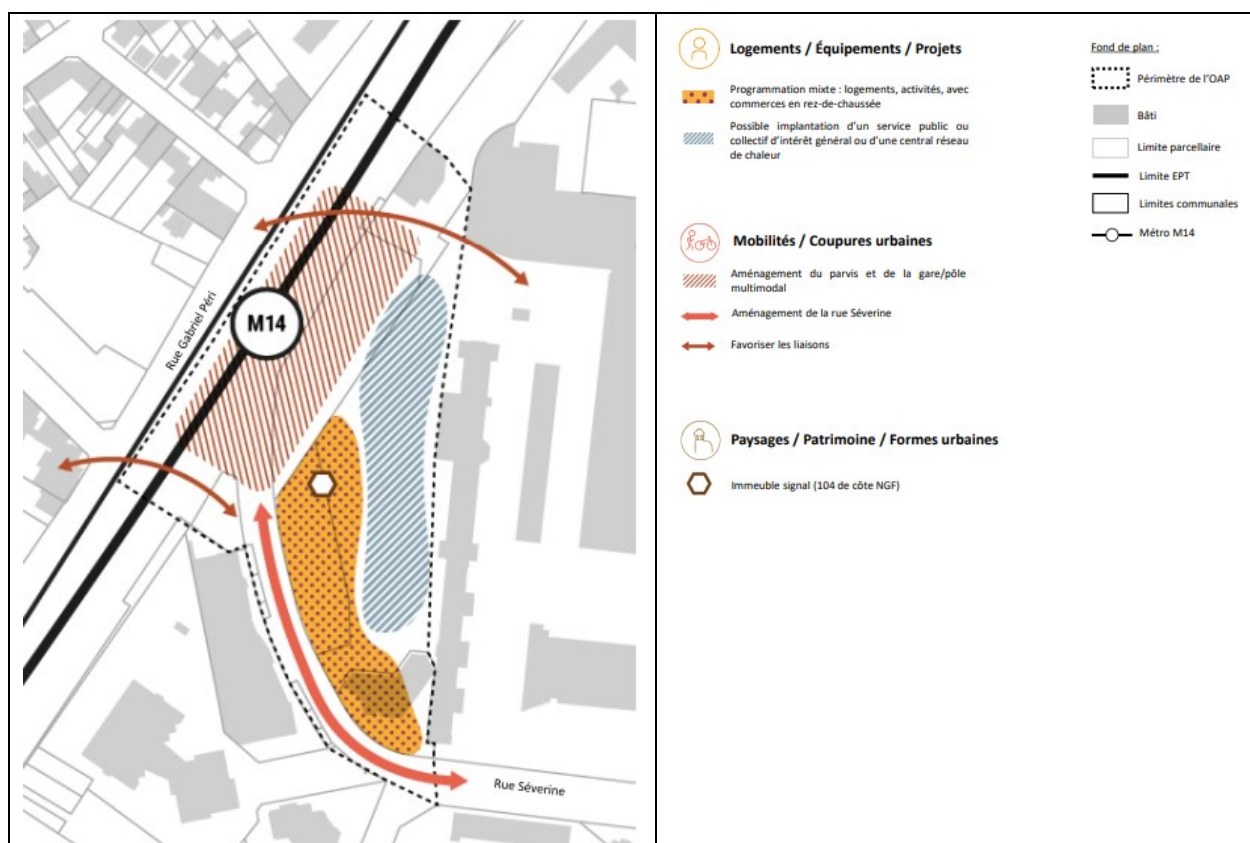 Rue Gabriel Péri
M14
Rue Séverine
Logements / Équipements / Projets
Programmation mixte : logements, activités, avec
commerces en rez-de-chaussée
Possible implantation d'un service public ou
collectif d'intérêt général ou d'une central réseau
de chaleur
Mobilités / Coupures urbaines
Aménagement du parvis et de la gare/pôle
multimodal
Aménagement de la rue Séverine
Favoriser les liaisons
Paysages / Patrimoine / Formes urbaines
Immeuble signal (104 de côte NGF)
Fond de plan :
Périmètre de l'OAP
Bâti
Limite parcellaire
Limite EPT
Limites communales
Métro M14